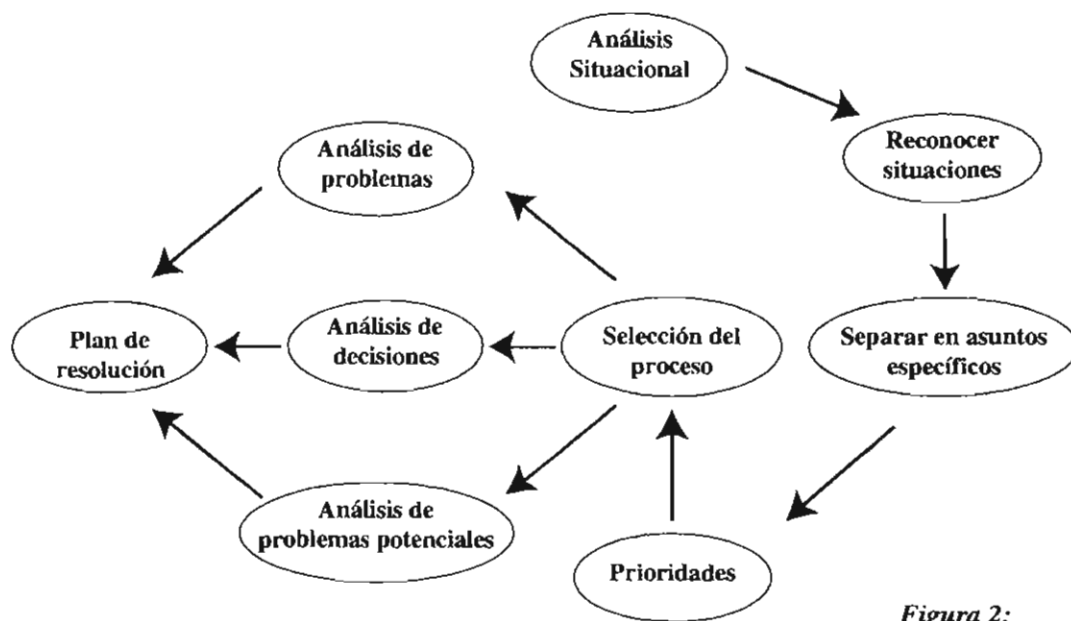 Análisis
Situacional
Reconocer
situaciones
Separar en asuntos
específicos
Prioridades
Selección del
proceso
Análisis de
problemas
Análisis de
decisiones
Análisis de
problemas potenciales
Plan de
resolución
Figura 2: